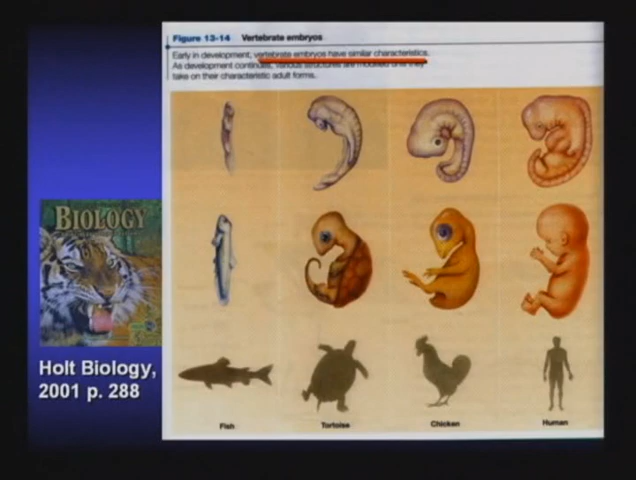 Figure 13-14 Vertebrate embryos
Early in development, vertebrate embryos have similar characteristics.
As development continues, various structures are modified until they
take on their characteristic adult forms.
BIOLOGY
Holt Biology,
2001 p. 288
Fish
Tortoise
Chicken
Human